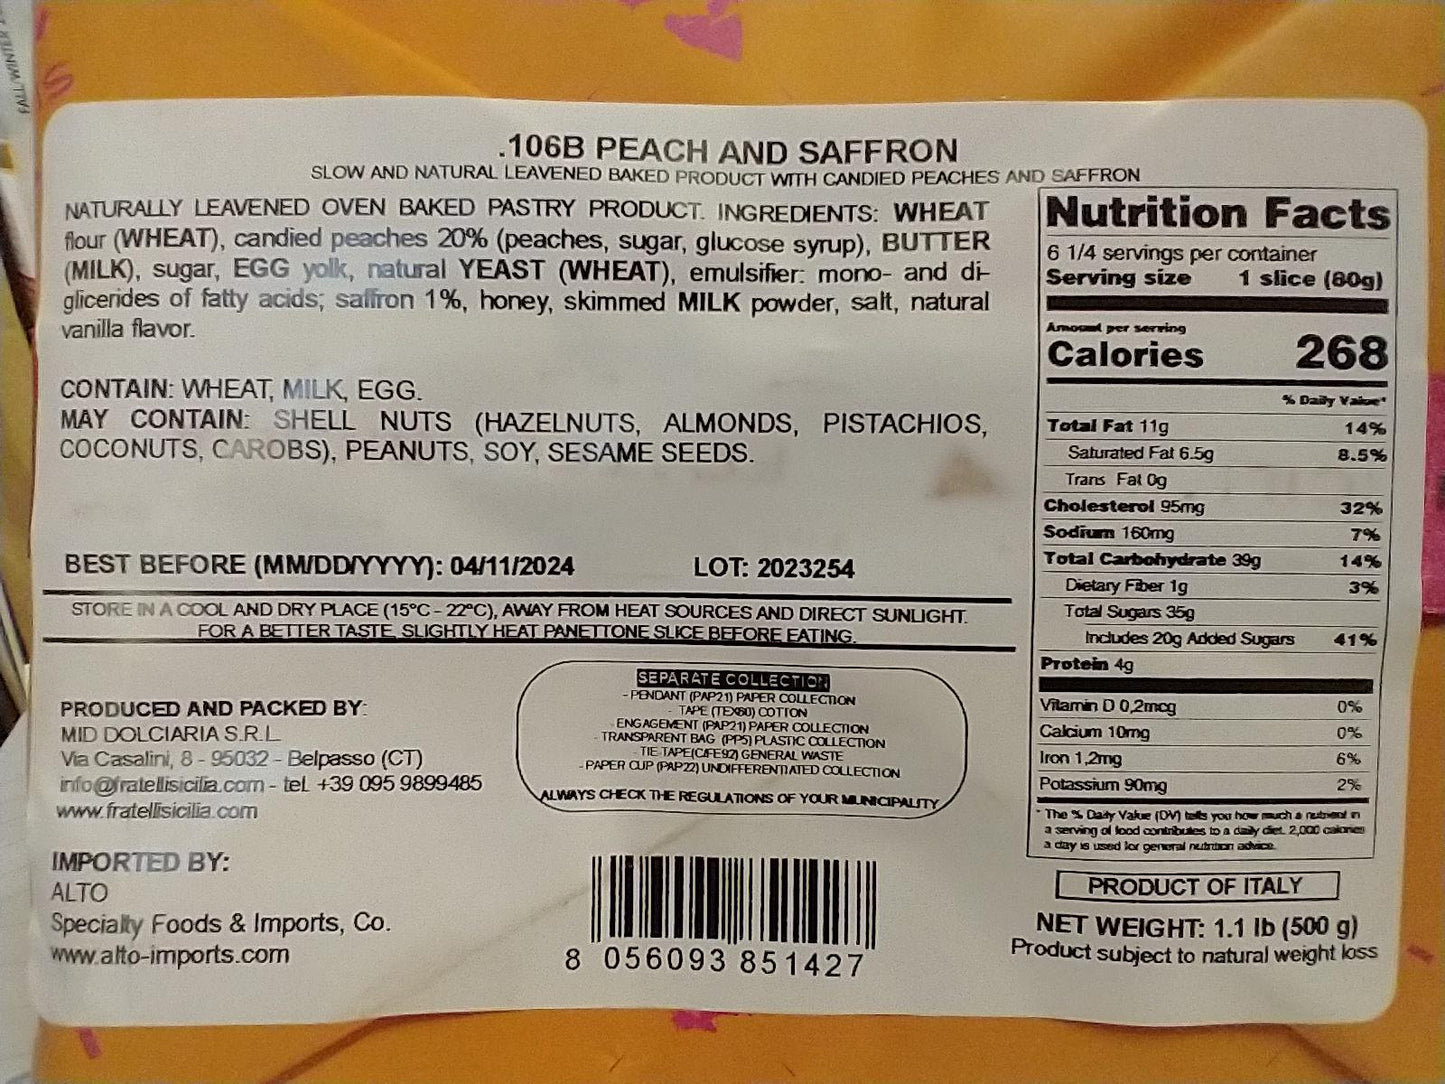 FALL/WINTER
.106B PEACH AND SAFFRON
SLOW AND NATURAL LEAVENED BAKED PRODUCT WITH CANDIED PEACHES AND SAFFRON
NATURALLY LEAVENED OVEN BAKED PASTRY PRODUCT. INGREDIENTS: WHEAT
flour (WHEAT), candied peaches 20% (peaches, sugar, glucose syrup), BUTTER
(MILK), sugar, EGG yolk, natural YEAST (WHEAT), emulsifier: mono- and di-
glicerides of fatty acids; saffron 1%, honey, skimmed MILK powder, salt, natural
vanilla flavor.
CONTAIN: WHEAT, MILK, EGG.
MAY CONTAIN: SHELL NUTS (HAZELNUTS, ALMONDS, PISTACHIOS,
COCONUTS, CAROBS), PEANUTS, SOY, SESAME SEEDS.
BEST BEFORE (MM/DD/YYYY): 04/11/2024 LOT: 2023254
STORE IN A COOL AND DRY PLACE (15°C - 22°C), AWAY FROM HEAT SOURCES AND DIRECT SUNLIGHT.
FOR A BETTER TASTE, SLIGHTLY HEAT PANETTONE SLICE BEFORE EATING.
PRODUCED AND PACKED BY:
MID DOLCIARIA S.R.L.
Via Casalini, 8 - 95032 - Belpasso (CT)
info@fratellisicilia.com - tel. +39 095 9899485
www.fratellisicilia.com
IMPORTED BY:
ALTO
Specialty Foods & Imports, Co.
www.alto-imports.com
SEPARATE COLLECTION
- PENDANT (PAP21) PAPER COLLECTION
- TAPE (TEX60) COTTON
- ENGAGEMENT (PAP21) PAPER COLLECTION
- TRANSPARENT BAG (PP5) PLASTIC COLLECTION
- TIE TAPE(C/FE92) GENERAL WASTE
- PAPER CUP (PAP22) UNDIFFERENTIATED COLLECTION
ALWAYS CHECK THE REGULATIONS OF YOUR MUNICIPALITY
8 056093 851427
Nutrition Facts
6 1/4 servings per container
Serving size 1 slice (80g)
Amount per serving
Calories 268
% Daily Value*
Total Fat 11g 14%
Saturated Fat 6.5g 8.5%
Trans Fat 0g
Cholesterol 95mg 32%
Sodium 160mg 7%
Total Carbohydrate 39g 14%
Dietary Fiber 1g 3%
Total Sugars 35g
Includes 20g Added Sugars 41%
Protein 4g
Vitamin D 0,2mcg 0%
Calcium 10mg 0%
Iron 1,2mg 6%
Potassium 90mg 2%
* The % Daily Value (DV) tells you how much a nutrient in
a serving of food contributes to a daily diet. 2,000 calories
a day is used for general nutrition advice.
PRODUCT OF ITALY
NET WEIGHT: 1.1 lb (500 g)
Product subject to natural weight loss